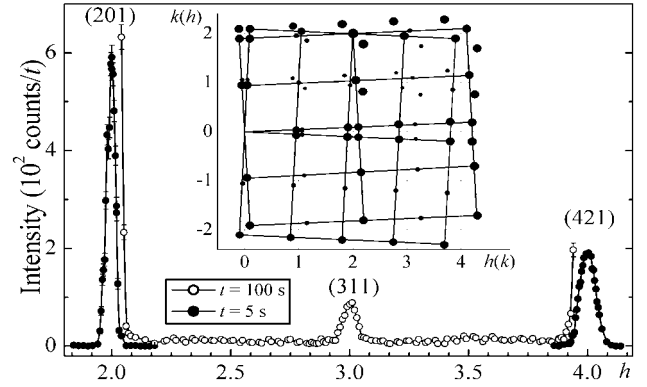 (201)
k(h)
2
1
0
-1
-2
0 1 2 3 4 h(k)
(421)
(311)
t = 100 s
t = 5 s
Intensity (10² counts/t)
6
4
2
0
2.0 2.5 3.0 3.5 4.0 h